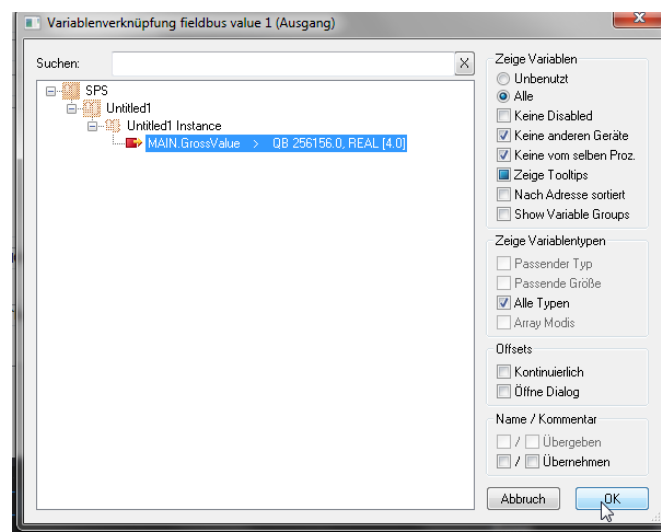 Variablenverknüpfung fieldbus value 1 (Ausgang)
Suchen:
X
SPS
Untitled1
Untitled1 Instance
MAIN.GrossValue > QB 256156.0, REAL [4.0]
Zeige Variablen
Unbenutzt
Alle
Keine Disabled
Keine anderen Geräte
Keine vom selben Proz.
Zeige Tooltips
Nach Adresse sortiert
Show Variable Groups
Zeige Variablentypen
Passender Typ
Passende Größe
Alle Typen
Array Modis
Offsets
Kontinuierlich
Öffne Dialog
Name / Kommentar
/ Übergeben
/ Übernehmen
Abbruch OK